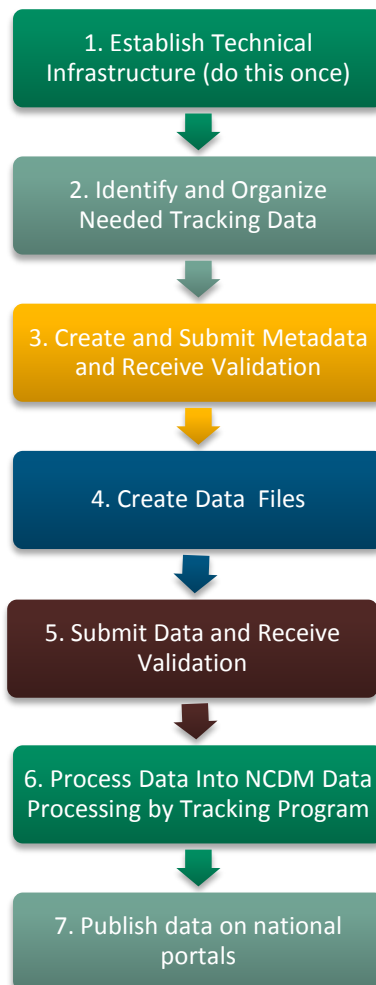 1. Establish Technical
Infrastructure (do this once)
2. Identify and Organize
Needed Tracking Data
3. Create and Submit Metadata
and Receive Validation
4. Create Data  Files
5. Submit Data and Receive
Validation
6. Process Data Into NCDM Data
Processing by Tracking Program
7. Publish data on national
portals